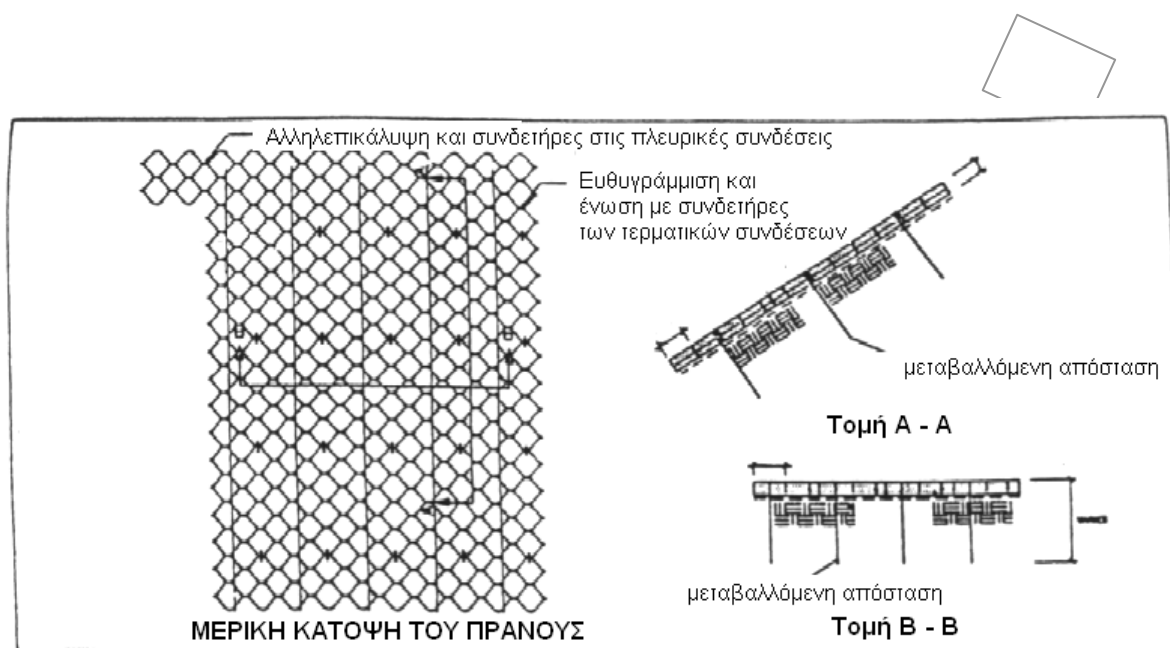 Αλληλεπικάλυψη και συνδετήρες στις πλευρικές συνδέσεις
Ευθυγράμμιση και
ένωση με συνδετήρες
των τερματικών συνδέσεων
μεταβαλλόμενη απόσταση
Τομή Α - Α
μεταβαλλόμενη απόσταση
Τομή Β - Β
ΜΕΡΙΚΗ ΚΑΤΟΨΗ ΤΟΥ ΠΡΑΝΟΥΣ